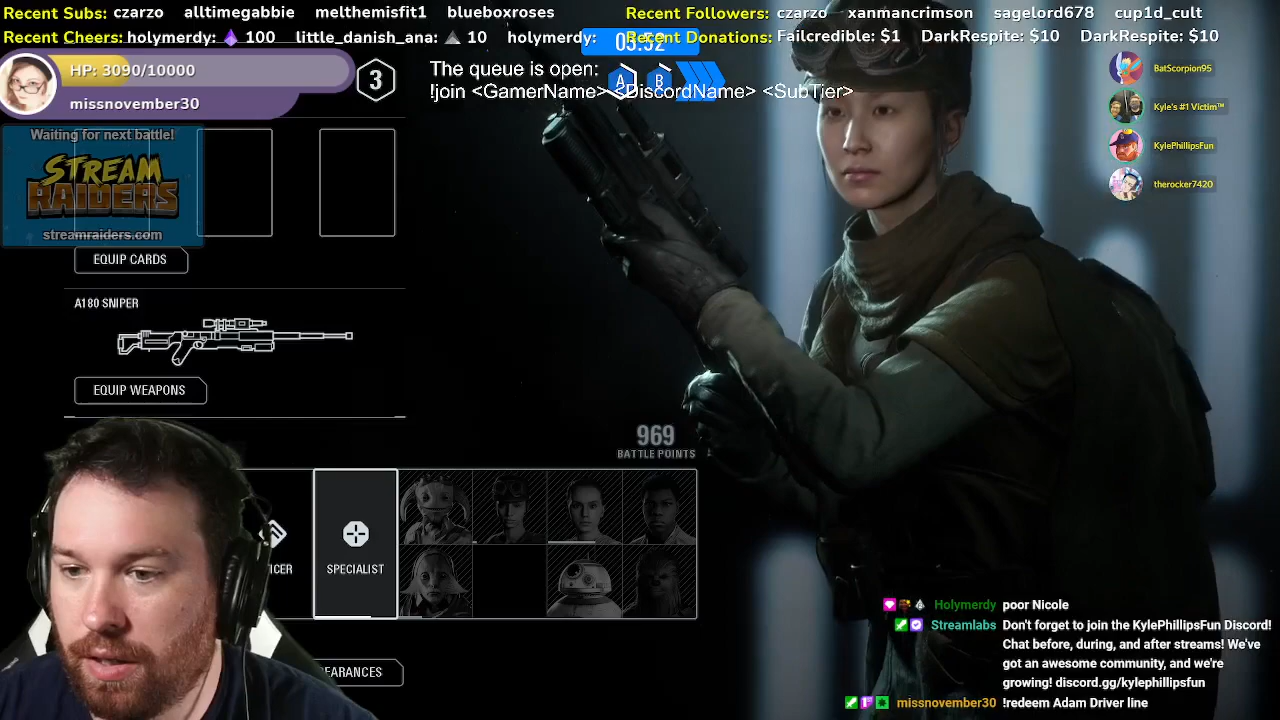 Recent Subs: czarzo alltimegabbie melthemisfit1 blueboxroses
Recent Followers: czarzo xanmancrimson sagelord678 cup1d_cult
Recent Cheers: holymerdy: 100 little_danish_ana: 10 holymerdy:
Recent Donations: Failcredible: $1 DarkRespite: $10 DarkRespite: $10
05:52
HP: 3090/10000
missnovember30
3
The queue is open:
A B
!join <GamerName> <DiscordName> <SubTier>
BatScorpion95
Kyle's #1 Victim™
KylePhillipsFun
therocker7420
Waiting for next battle!
STREAM
RAIDERS
streamraiders.com
EQUIP CARDS
A180 SNIPER
EQUIP WEAPONS
969
BATTLE POINTS
ICER
SPECIALIST
EARANCES
Holymerdy poor Nicole
Streamlabs Don't forget to join the KylePhillipsFun Discord!
Chat before, during, and after streams! We've
got an awesome community, and we're
growing! discord.gg/kylephillipsfun
missnovember30 !redeem Adam Driver line